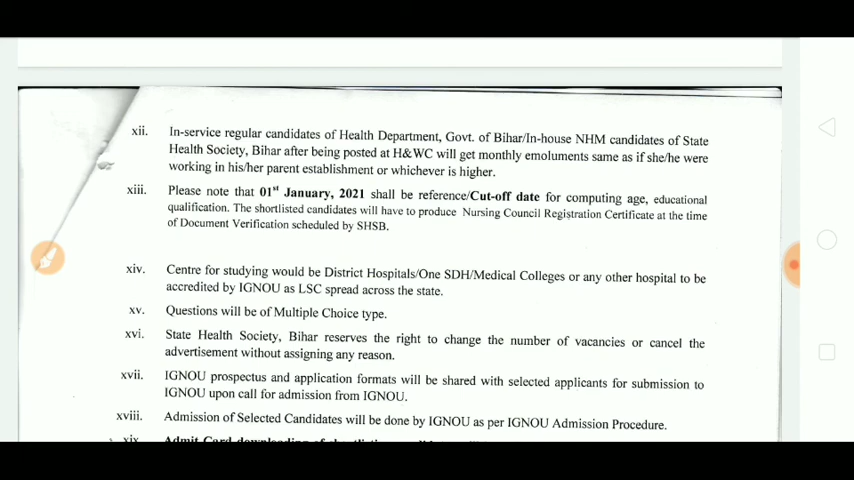 xii. In-service regular candidates of Health Department, Govt. of Bihar/In-house NHM candidates of State
Health Society, Bihar after being posted at H&WC will get monthly emoluments same as if she/he were
working in his/her parent establishment or whichever is higher.
xiii. Please note that 01st January, 2021 shall be reference/Cut-off date for computing age, educational
qualification. The shortlisted candidates will have to produce Nursing Council Registration Certificate at the time
of Document Verification scheduled by SHSB.
xiv. Centre for studying would be District Hospitals/One SDH/Medical Colleges or any other hospital to be
accredited by IGNOU as LSC spread across the state.
xv. Questions will be of Multiple Choice type.
xvi. State Health Society, Bihar reserves the right to change the number of vacancies or cancel the
advertisement without assigning any reason.
xvii. IGNOU prospectus and application formats will be shared with selected applicants for submission to
IGNOU upon call for admission from IGNOU.
xviii. Admission of Selected Candidates will be done by IGNOU as per IGNOU Admission Procedure.
xix. Admit Card downloading of